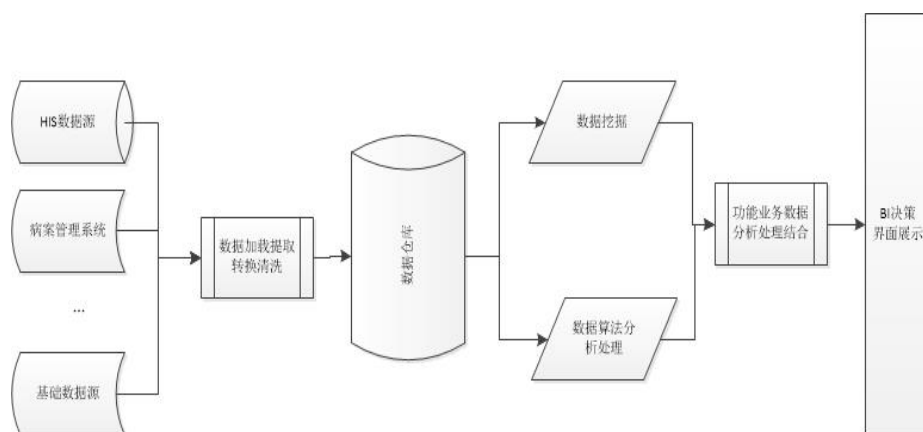 HIS数据源
病案管理系统
...
基础数据源
数据加载提取
转换清洗
数据仓库
数据挖掘
数据算法分
析处理
功能业务数据
分析处理结合
BI决策
界面展示